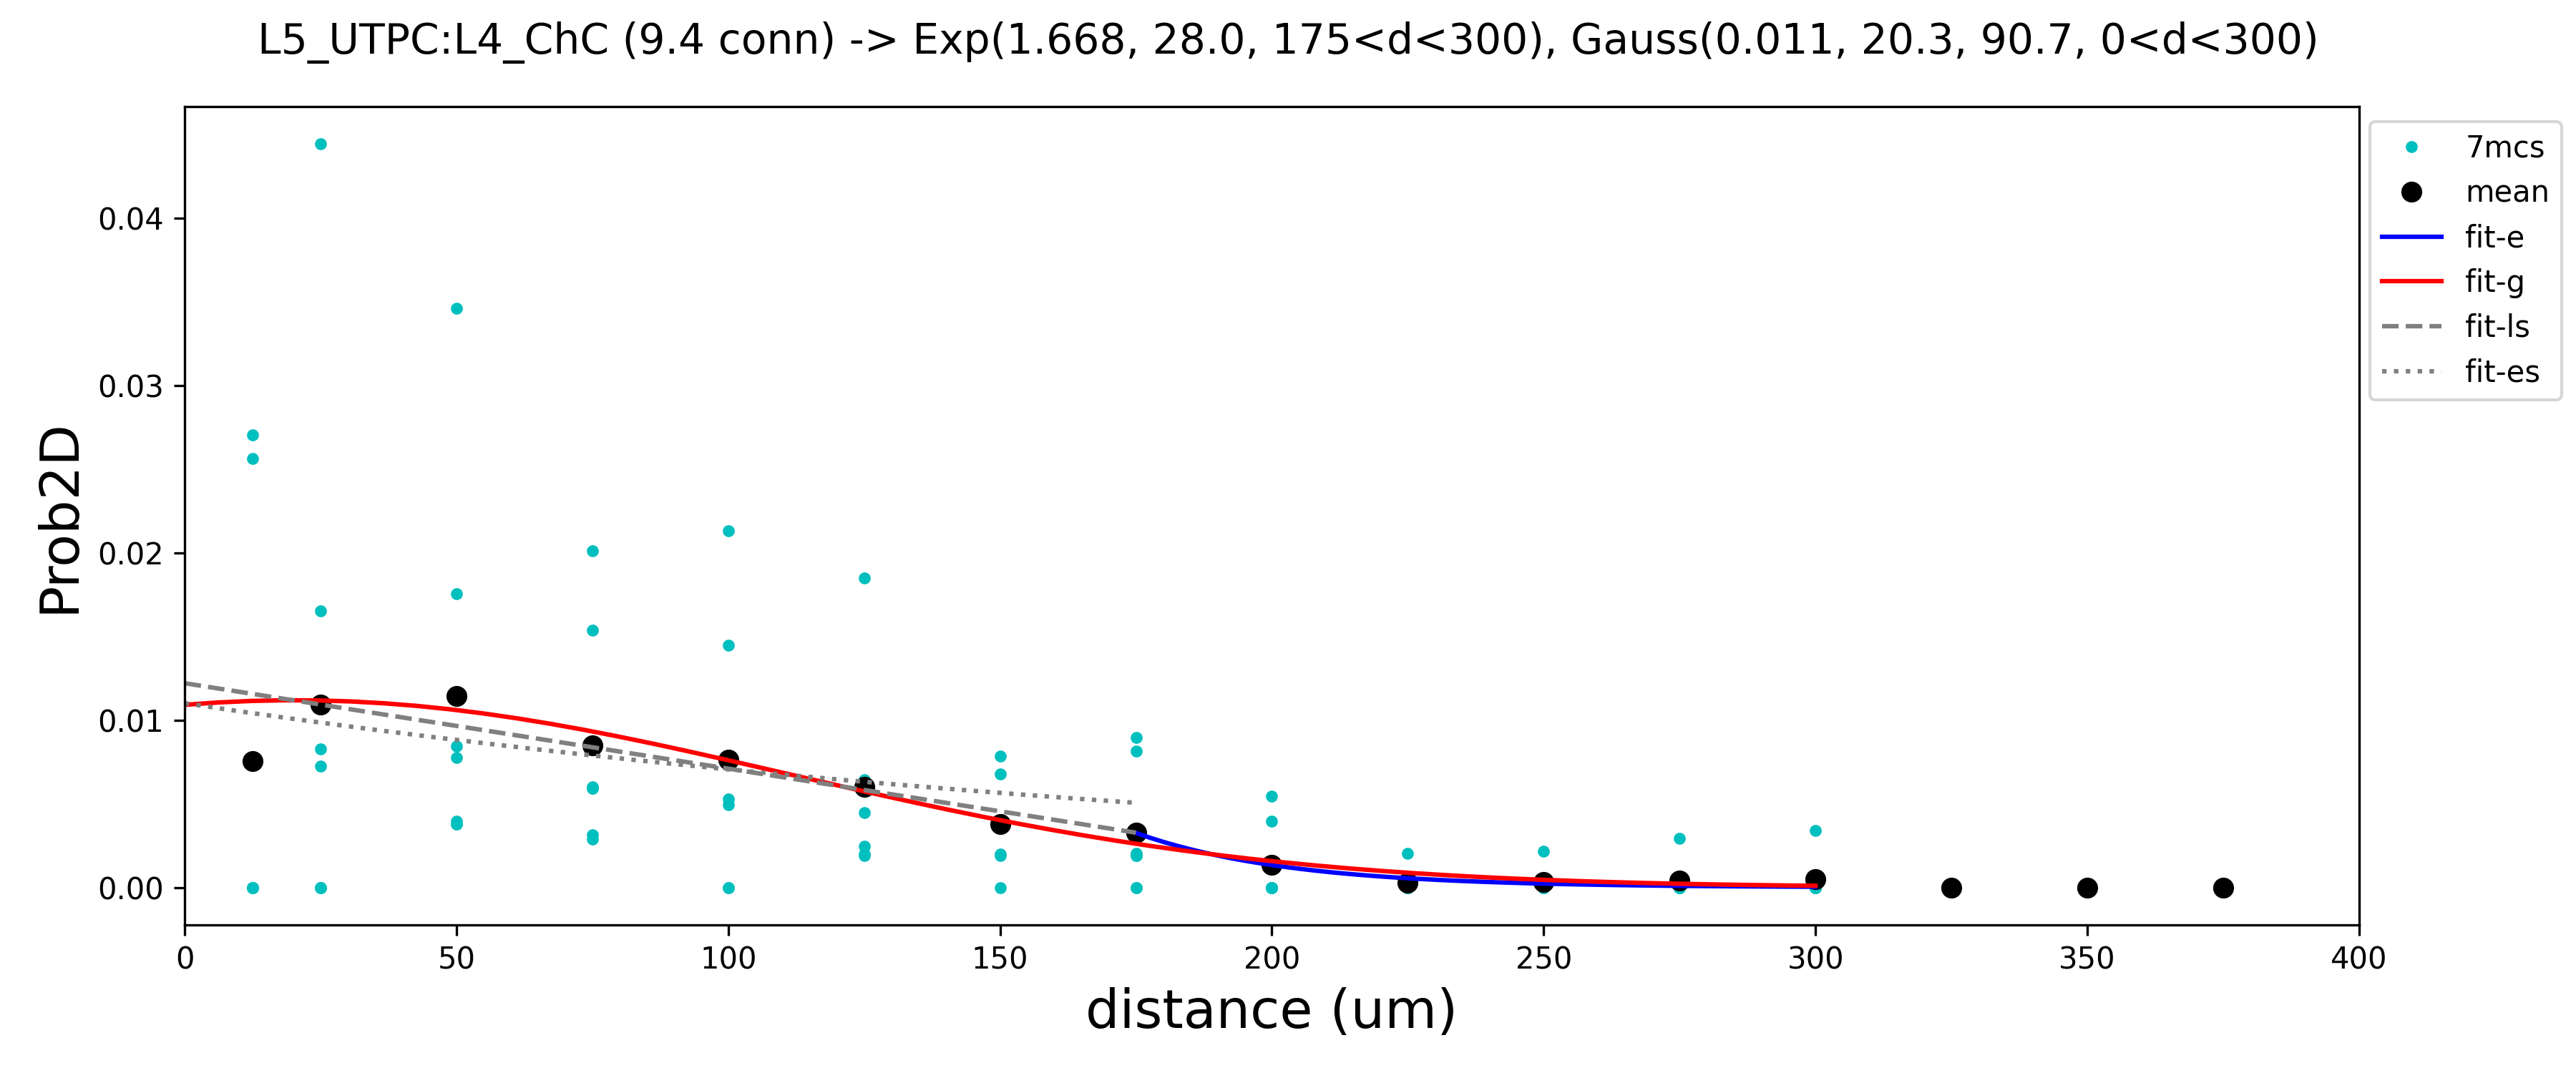 L5_UTPC:L4_ChC (9.4 conn) -> Exp(1.668, 28.0, 175<d<300), Gauss(0.011, 20.3, 90.7, 0<d<300)
7mcs
mean
fit-e
fit-g
fit-ls
fit-es
Prob2D
0.04
0.03
0.02
0.01
0.00
0 50 100 150 200 250 300 350 400
distance (um)